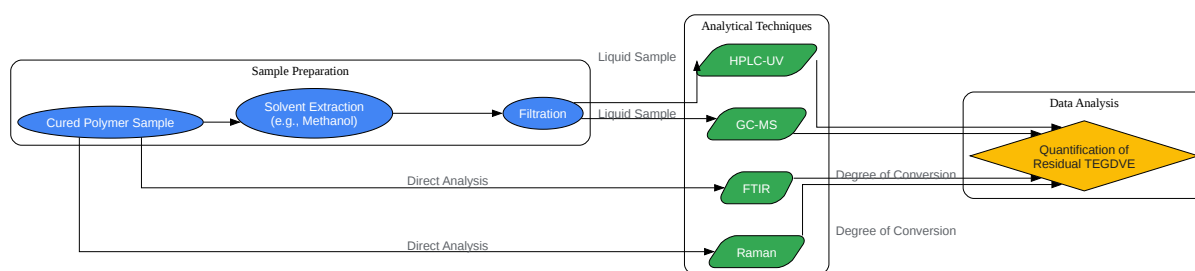 Analytical Techniques
Liquid Sample
HPLC-UV
Sample Preparation
Solvent Extraction
(e.g., Methanol)
Cured Polymer Sample
Filtration
Liquid Sample
GC-MS
Data Analysis
Quantification of
Residual TEGDVE
Direct Analysis
FTIR
Degree of Conversion
Degree of Conversion
Direct Analysis
Raman